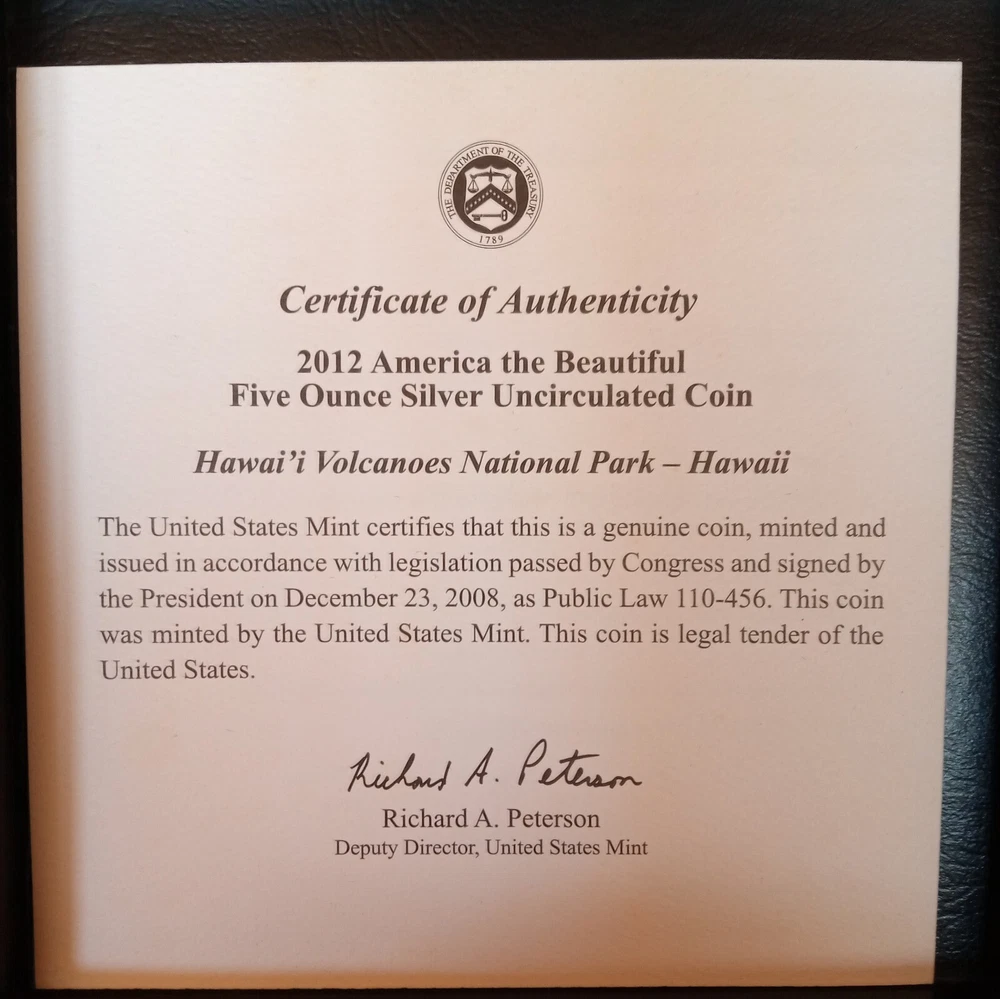 THE DEPARTMENT OF THE TREASURY
1789
Certificate of Authenticity
2012 America the Beautiful
Five Ounce Silver Uncirculated Coin
Hawai’i Volcanoes National Park – Hawaii
The United States Mint certifies that this is a genuine coin, minted and
issued in accordance with legislation passed by Congress and signed by
the President on December 23, 2008, as Public Law 110-456. This coin
was minted by the United States Mint. This coin is legal tender of the
United States.
Richard A. Peterson
Richard A. Peterson
Deputy Director, United States Mint